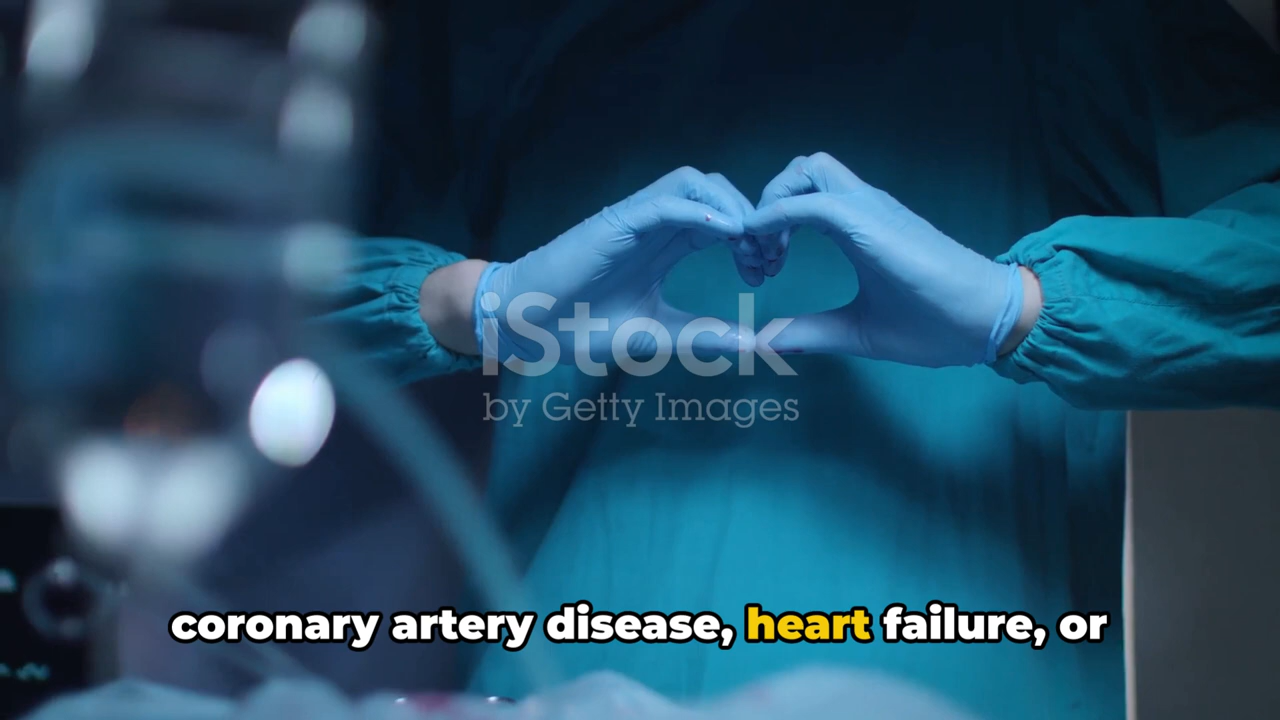 iStock
by Getty Images
coronary artery disease, heart failure, or